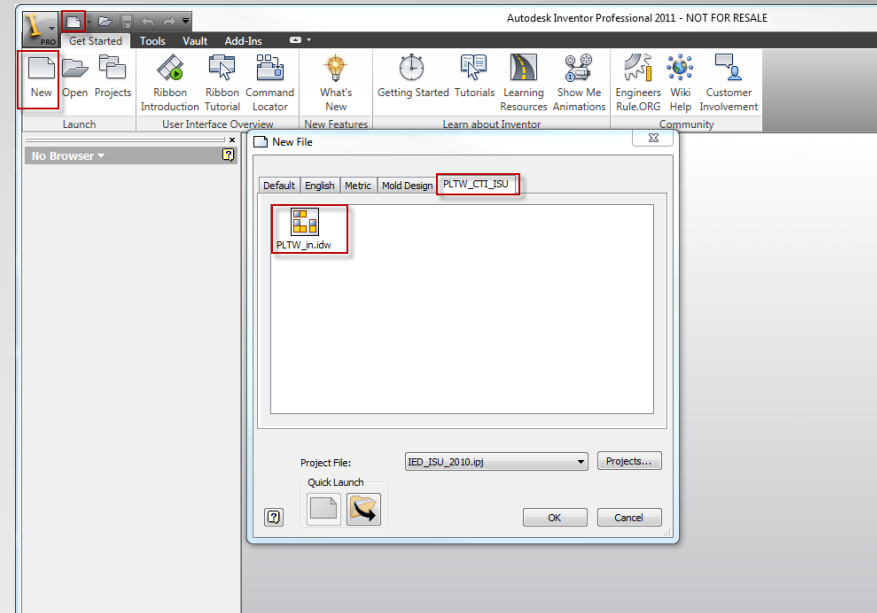 Autodesk Inventor Professional 2011 - NOT FOR RESALE
PRO Get Started Tools Vault Add-Ins
New Open Projects Ribbon Introduction Ribbon Tutorial Command Locator What's New Getting Started Tutorials Learning Resources Show Me Animations Engineers Rule.ORG Wiki Help Customer Involvement
Launch User Interface Overview New Features Learn about Inventor Community
No Browser
New File
Default English Metric Mold Design PLTW_CTI_ISU
PLTW_in.idw
Project File: IED_ISU_2010.ipj Projects...
Quick Launch
OK Cancel